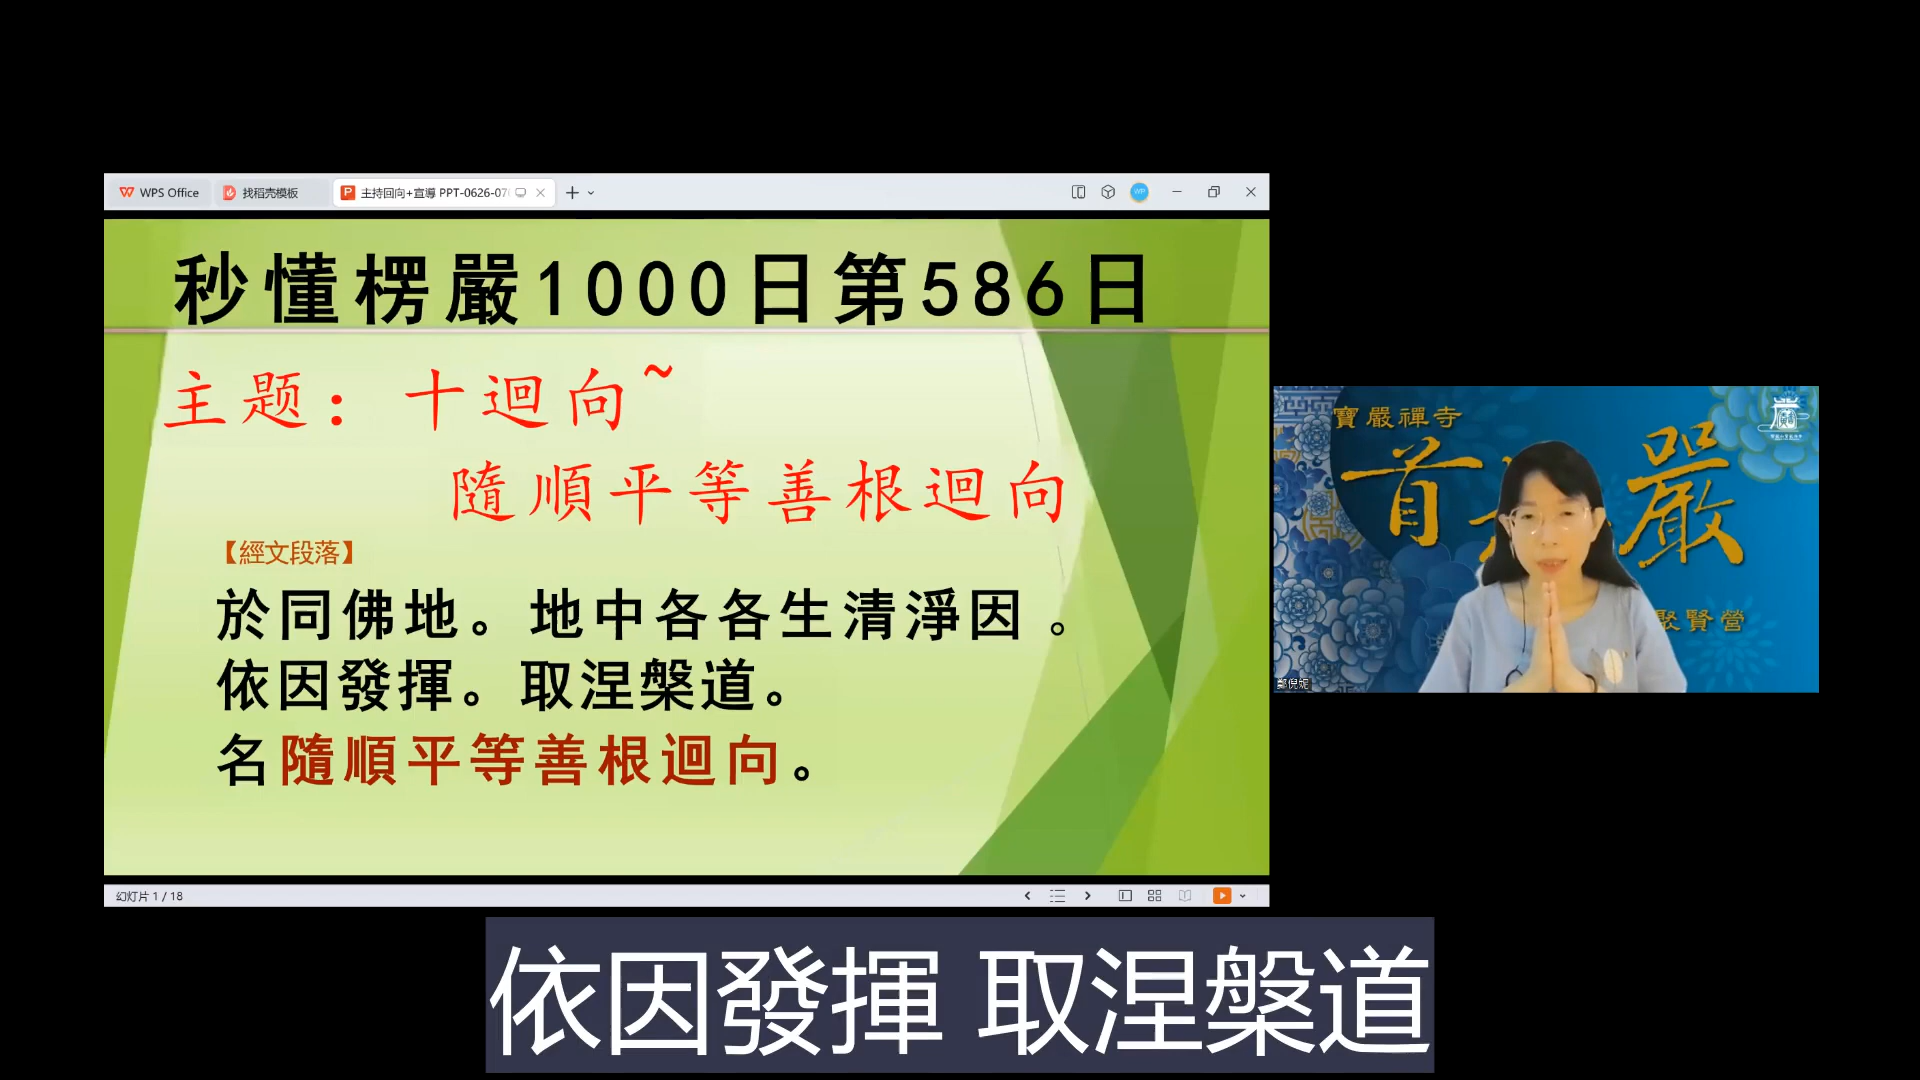 WPS Office
找稻壳模板
主持回向+宣導 PPT-0626-07
秒懂楞嚴1000日第586日
主题：十迴向~
隨順平等善根迴向
【經文段落】
於同佛地。地中各各生清淨因。
依因發揮。取涅槃道。
名隨順平等善根迴向。
幻灯片 1 / 18
寶嚴禪寺
首
嚴
聚賢營
鄭倪妮
依因發揮 取涅槃道